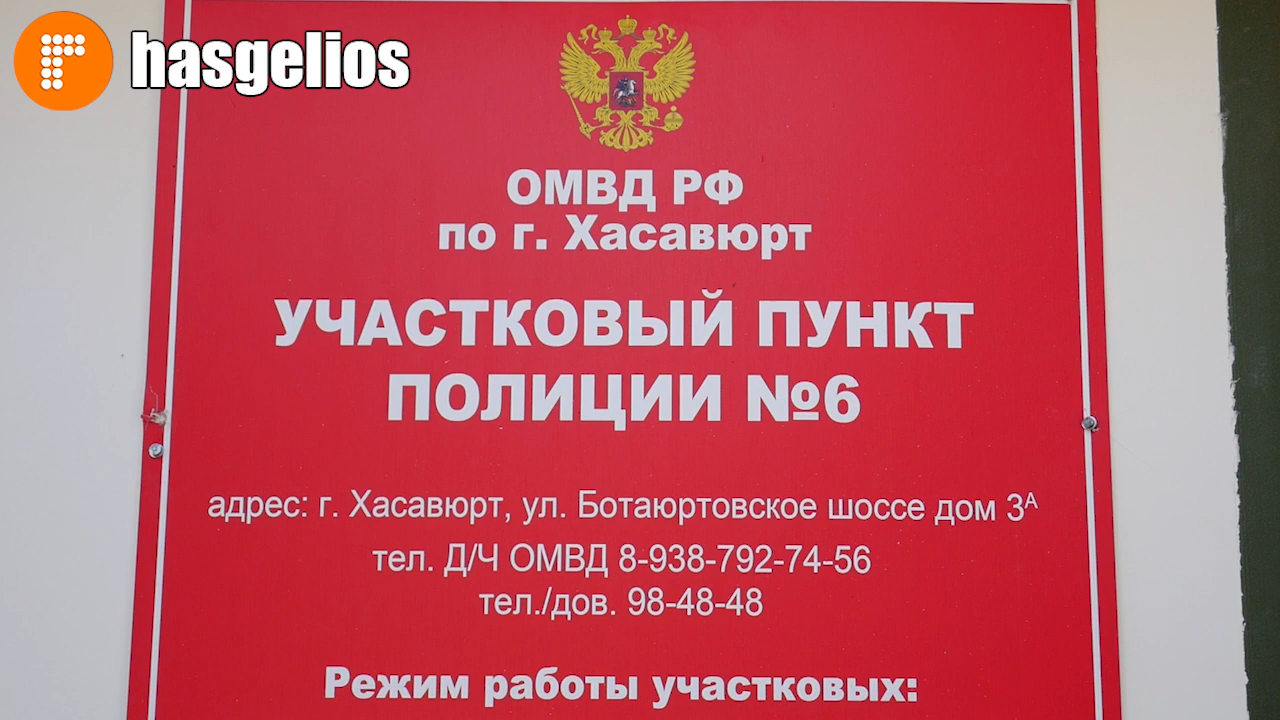 hasgelios
ОМВД РФ
по г. Хасавюрт
УЧАСТКОВЫЙ ПУНКТ
ПОЛИЦИИ №6
адрес: г. Хасавюрт, ул. Ботаюртовское шоссе дом 3А
тел. Д/Ч ОМВД 8-938-792-74-56
тел./дов. 98-48-48
Режим работы участковых: